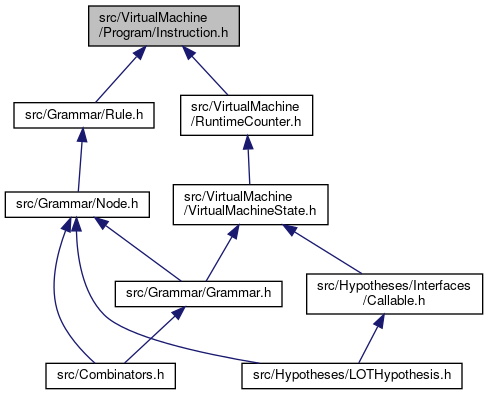 src/VirtualMachine
/Program/Instruction.h
src/Grammar/Rule.h
src/VirtualMachine
/RuntimeCounter.h
src/Grammar/Node.h
src/VirtualMachine
/VirtualMachineState.h
src/Grammar/Grammar.h
src/Hypotheses/Interfaces
/Callable.h
src/Combinators.h
src/Hypotheses/LOTHypothesis.h